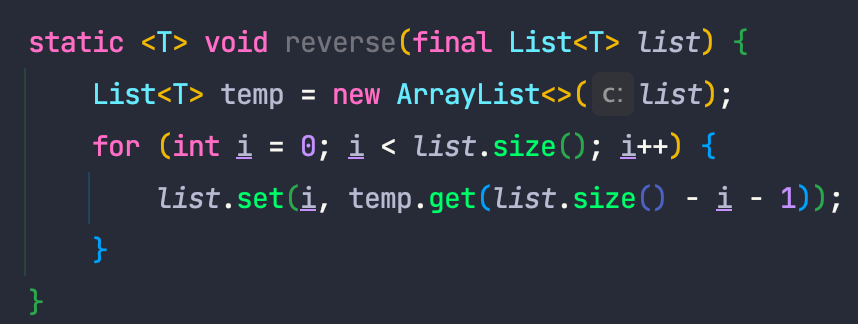 static <T> void reverse(final List<T> list) {
List<T> temp = new ArrayList<>( c: list);
for (int i = 0; i < list.size(); i++) {
list.set(i, temp.get(list.size() - i - 1));
}
}